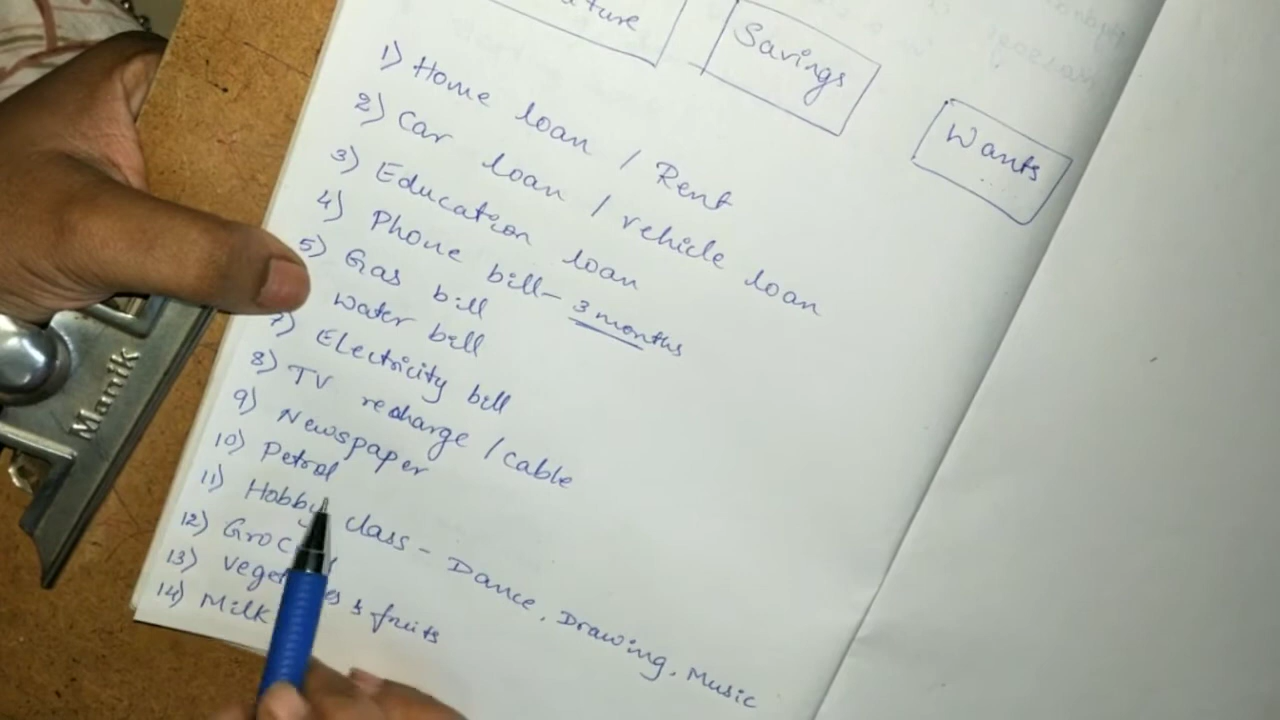 Savings
Wants
1) Home loan / Rent
2) Car loan / vehicle loan
3) Education loan
4) Phone bill - 3 months
5) Gas bill
Water bill
7) Electricity bill
8) TV recharge / cable
9) Newspaper
10) Petrol
11) Hobby class - Dance, Drawing, Music
12)
13) & fruits
14) Milk
Manik